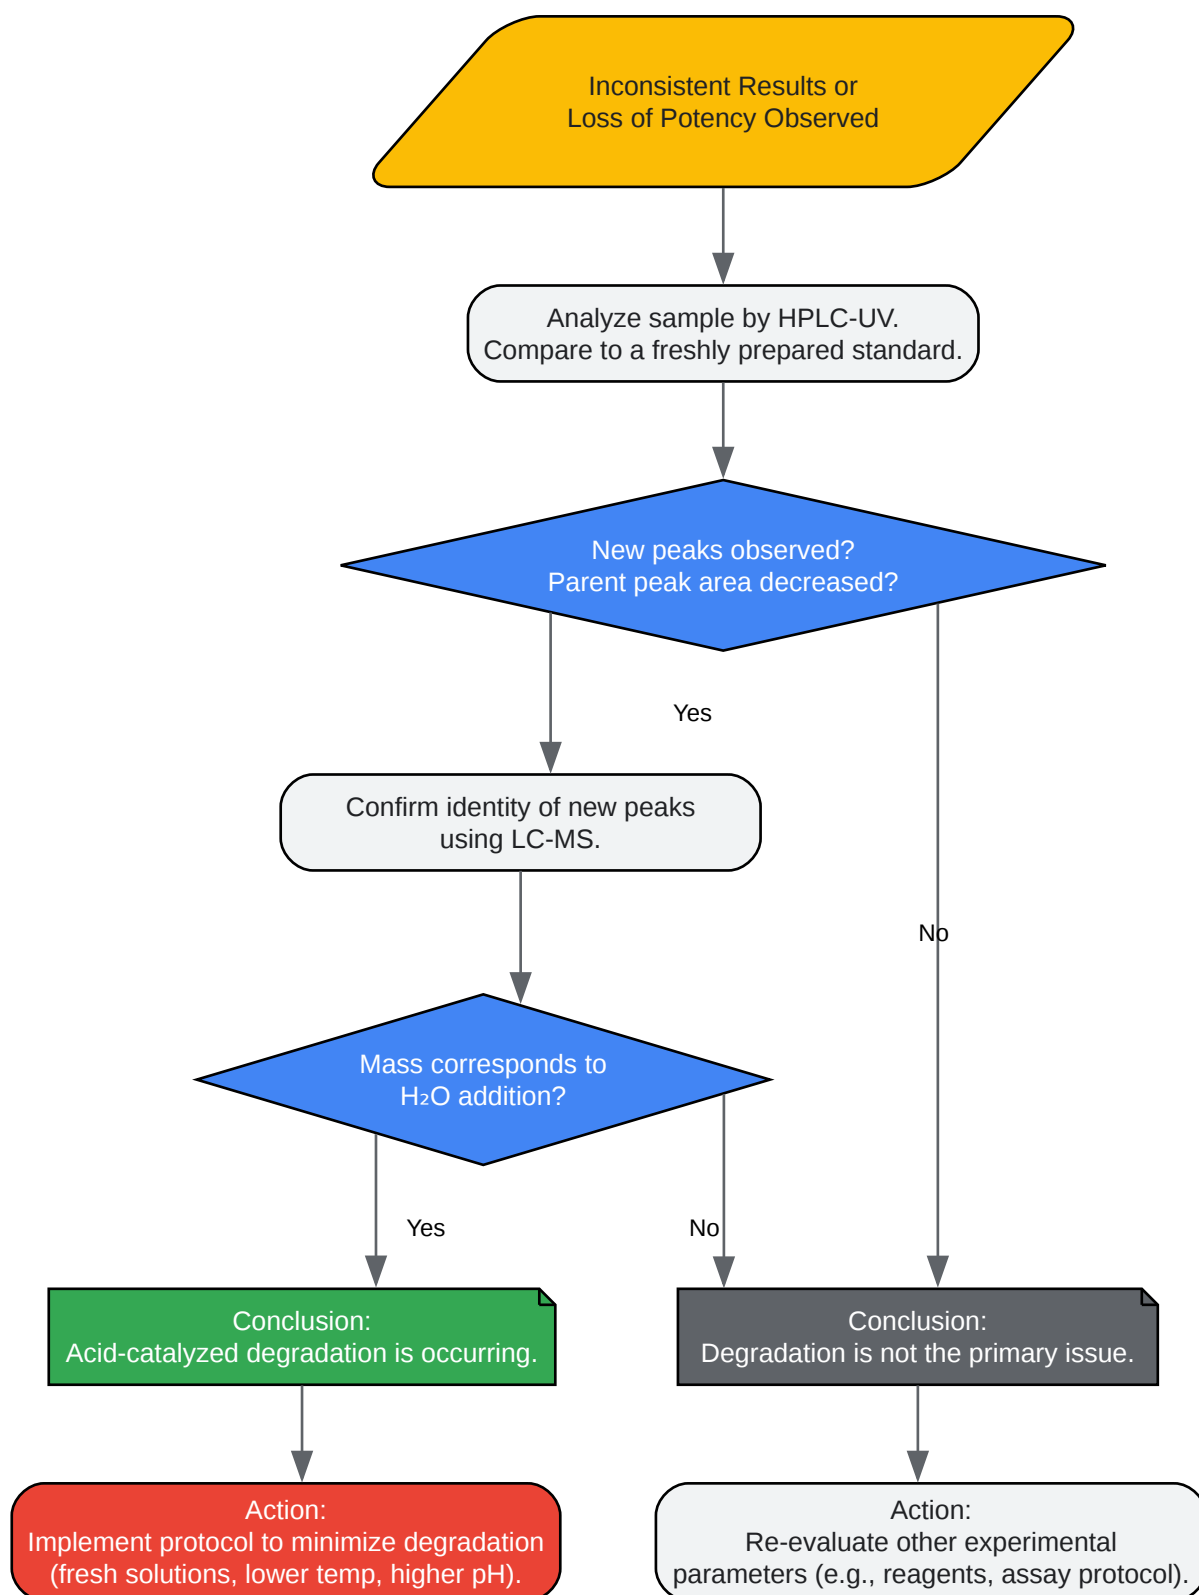 Inconsistent Results or
Loss of Potency Observed
Analyze sample by HPLC-UV.
Compare to a freshly prepared standard.
New peaks observed?
Parent peak area decreased?
Yes
Confirm identity of new peaks
using LC-MS.
No
Mass corresponds to
H₂O addition?
Yes
No
Conclusion:
Acid-catalyzed degradation is occurring.
Conclusion:
Degradation is not the primary issue.
Action:
Implement protocol to minimize degradation
(fresh solutions, lower temp, higher pH).
Action:
Re-evaluate other experimental
parameters (e.g., reagents, assay protocol).